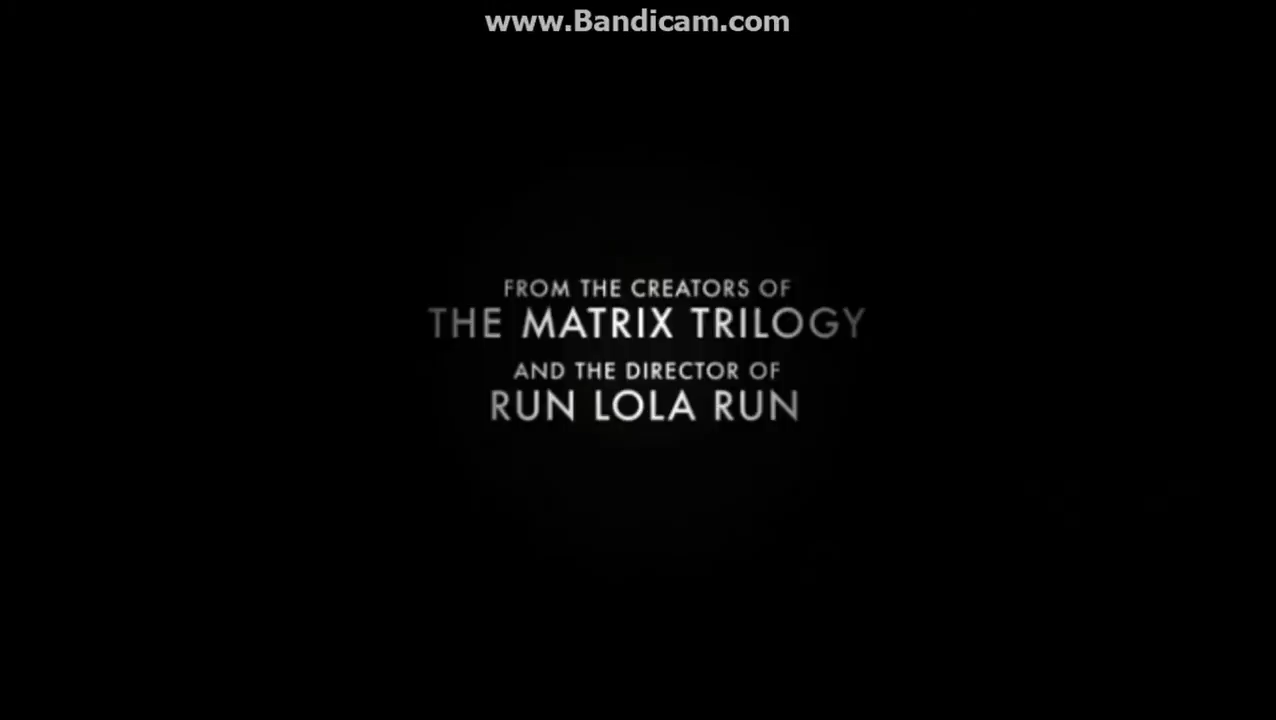 www.Bandicam.com
FROM THE CREATORS OF
THE MATRIX TRILOGY
AND THE DIRECTOR OF
RUN LOLA RUN